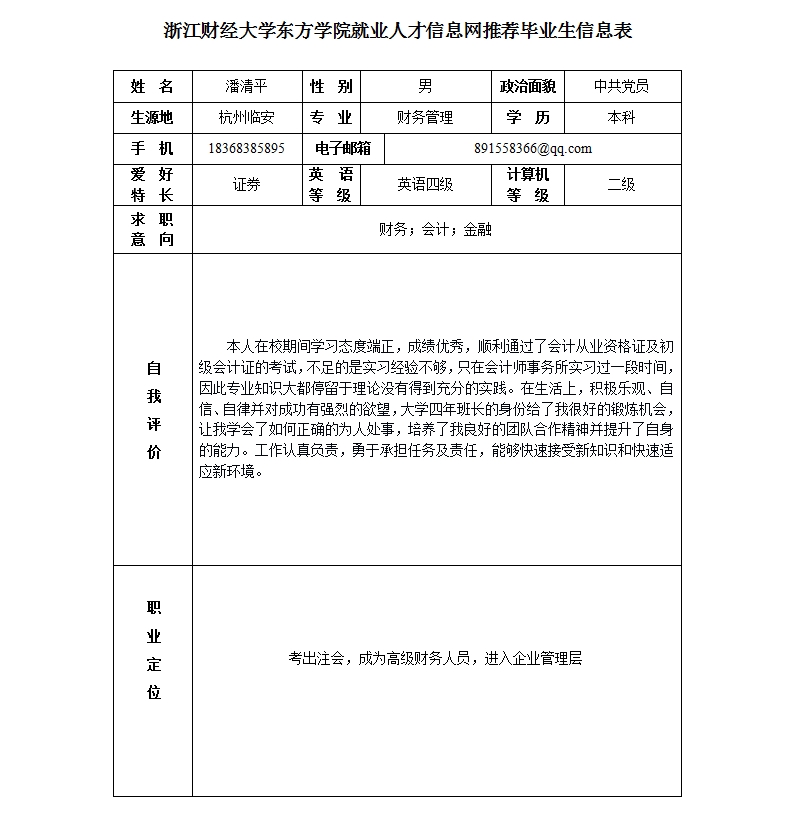 浙江财经大学东方学院就业人才信息网推荐毕业生信息表
姓 名 潘清平 性 别 男 政治面貌 中共党员
生源地 杭州临安 专 业 财务管理 学 历 本科
手 机 18368385895 电子邮箱 891558366@qq.com
爱 好 特 长 证券 英 语 等 级 英语四级 计算机 等 级 二级
求 职 意 向 财务；会计；金融
自我评价
本人在校期间学习态度端正，成绩优秀，顺利通过了会计从业资格证及初
级会计证的考试，不足的是实习经验不够，只在会计师事务所实习过一段时间，
因此专业知识大都停留于理论没有得到充分的实践。在生活上，积极乐观、自
信、自律并对成功有强烈的欲望，大学四年班长的身份给了我很好的锻炼机会，
让我学会了如何正确的为人处事，培养了我良好的团队合作精神并提升了自身
的能力。工作认真负责，勇于承担任务及责任，能够快速接受新知识和快速适
应新环境。
职业定位
考出注会，成为高级财务人员，进入企业管理层